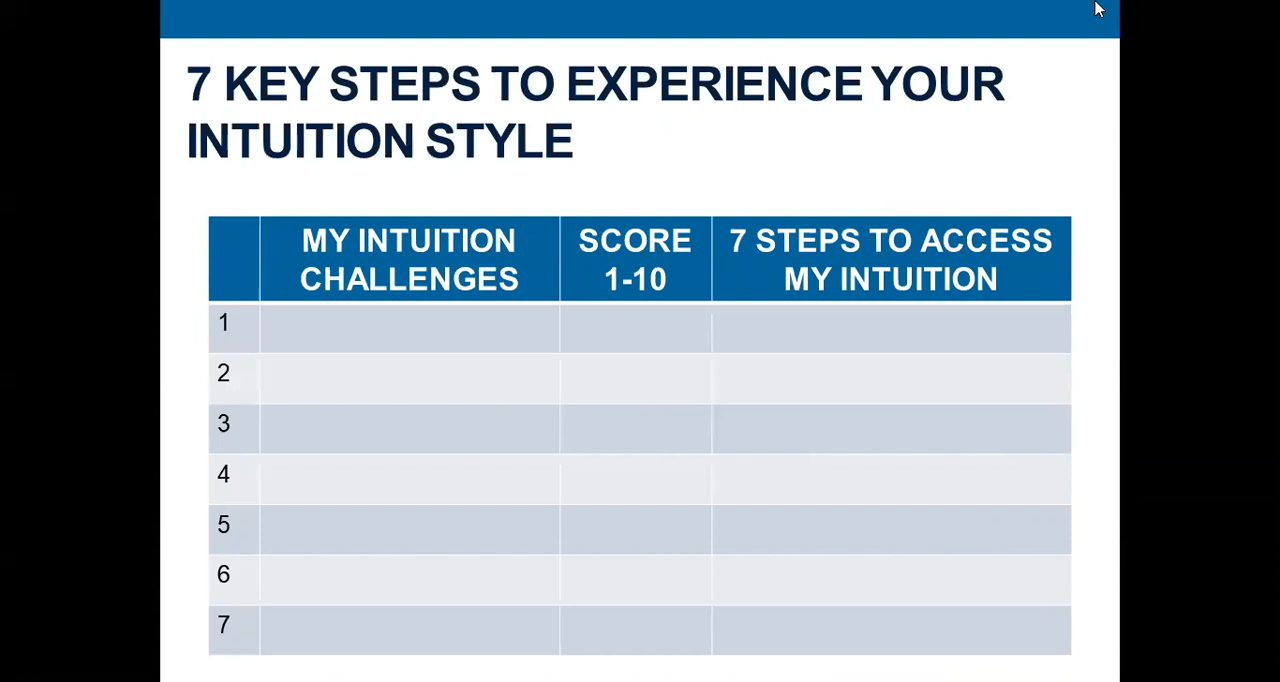 7 KEY STEPS TO EXPERIENCE YOUR
INTUITION STYLE
MY INTUITION
CHALLENGES
SCORE
1-10
7 STEPS TO ACCESS
MY INTUITION
1
2
3
4
5
6
7